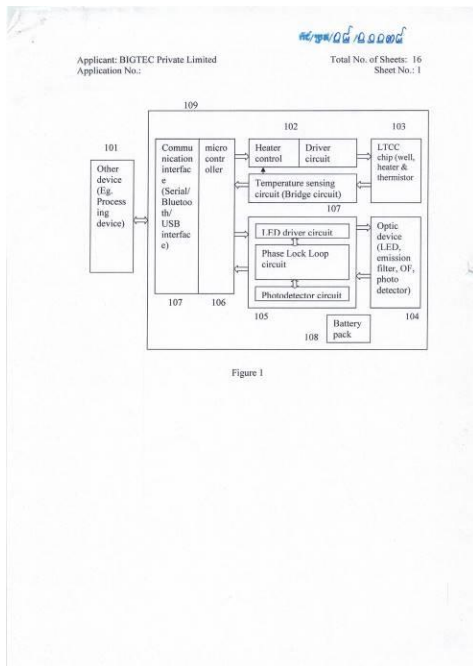 Applicant: BIGTEC Private Limited
Application No.:
Total No. of Sheets: 16
Sheet No.: 1
109
101
Other
device
(Eg.
Process
ing
device)
Commu
nication
interfac
e
(Serial/
Bluetoo
th/
USB
interfac
e)
107
micro
contr
oller
106
102
Heater
control
Driver
circuit
Temperature sensing
circuit (Bridge circuit)
107
103
LTCC
chip (well,
heater &
thermistor
LED driver circuit
Phase Lock Loop
circuit
Photodetector circuit
105
Optic
device
(LED,
emission
filter, OF,
photo
detector)
104
108
Battery
pack
Figure 1